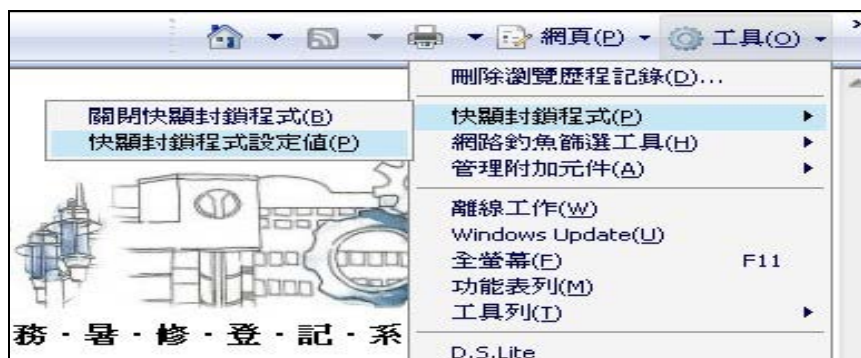 網頁(P) 工具(O)
刪除瀏覽歷程記錄(D)...
快顯封鎖程式(P)
關閉快顯封鎖程式(B)
快顯封鎖程式設定值(P)
網路釣魚篩選工具(H)
管理附加元件(A)
離線工作(W)
Windows Update(U)
全螢幕(F) F11
功能表列(M)
工具列(T)
D.S.Lite
務·暑·修·登·記·系